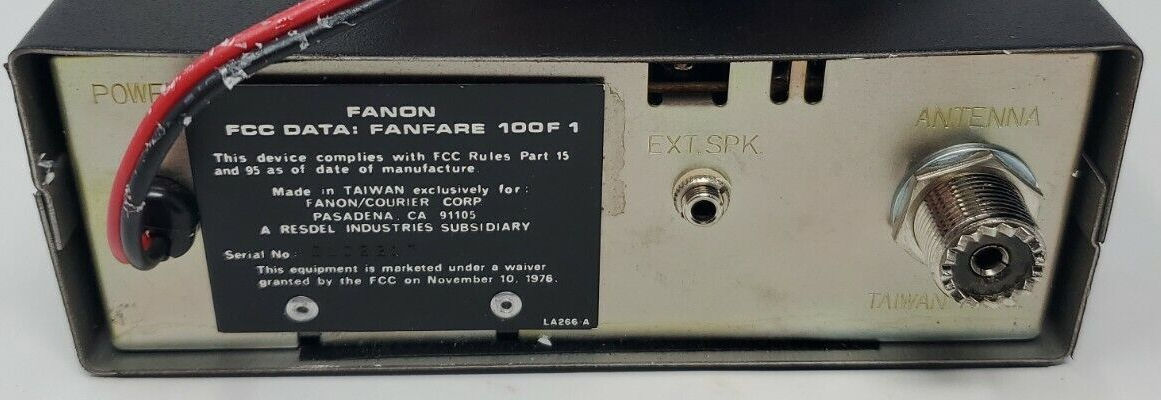 POWER
FANON
FCC DATA: FANFARE 100F1
This device complies with FCC Rules Part 15
and 95 as of date of manufacture.
Made in TAIWAN exclusively for:
FANON/COURIER CORP.
PASADENA, CA 91105
A RESDEL INDUSTRIES SUBSIDIARY
Serial No.:
This equipment is marketed under a waiver
granted by the FCC on November 10, 1976.
LA266-A
EXT.SPK.
ANTENNA
TAIWAN